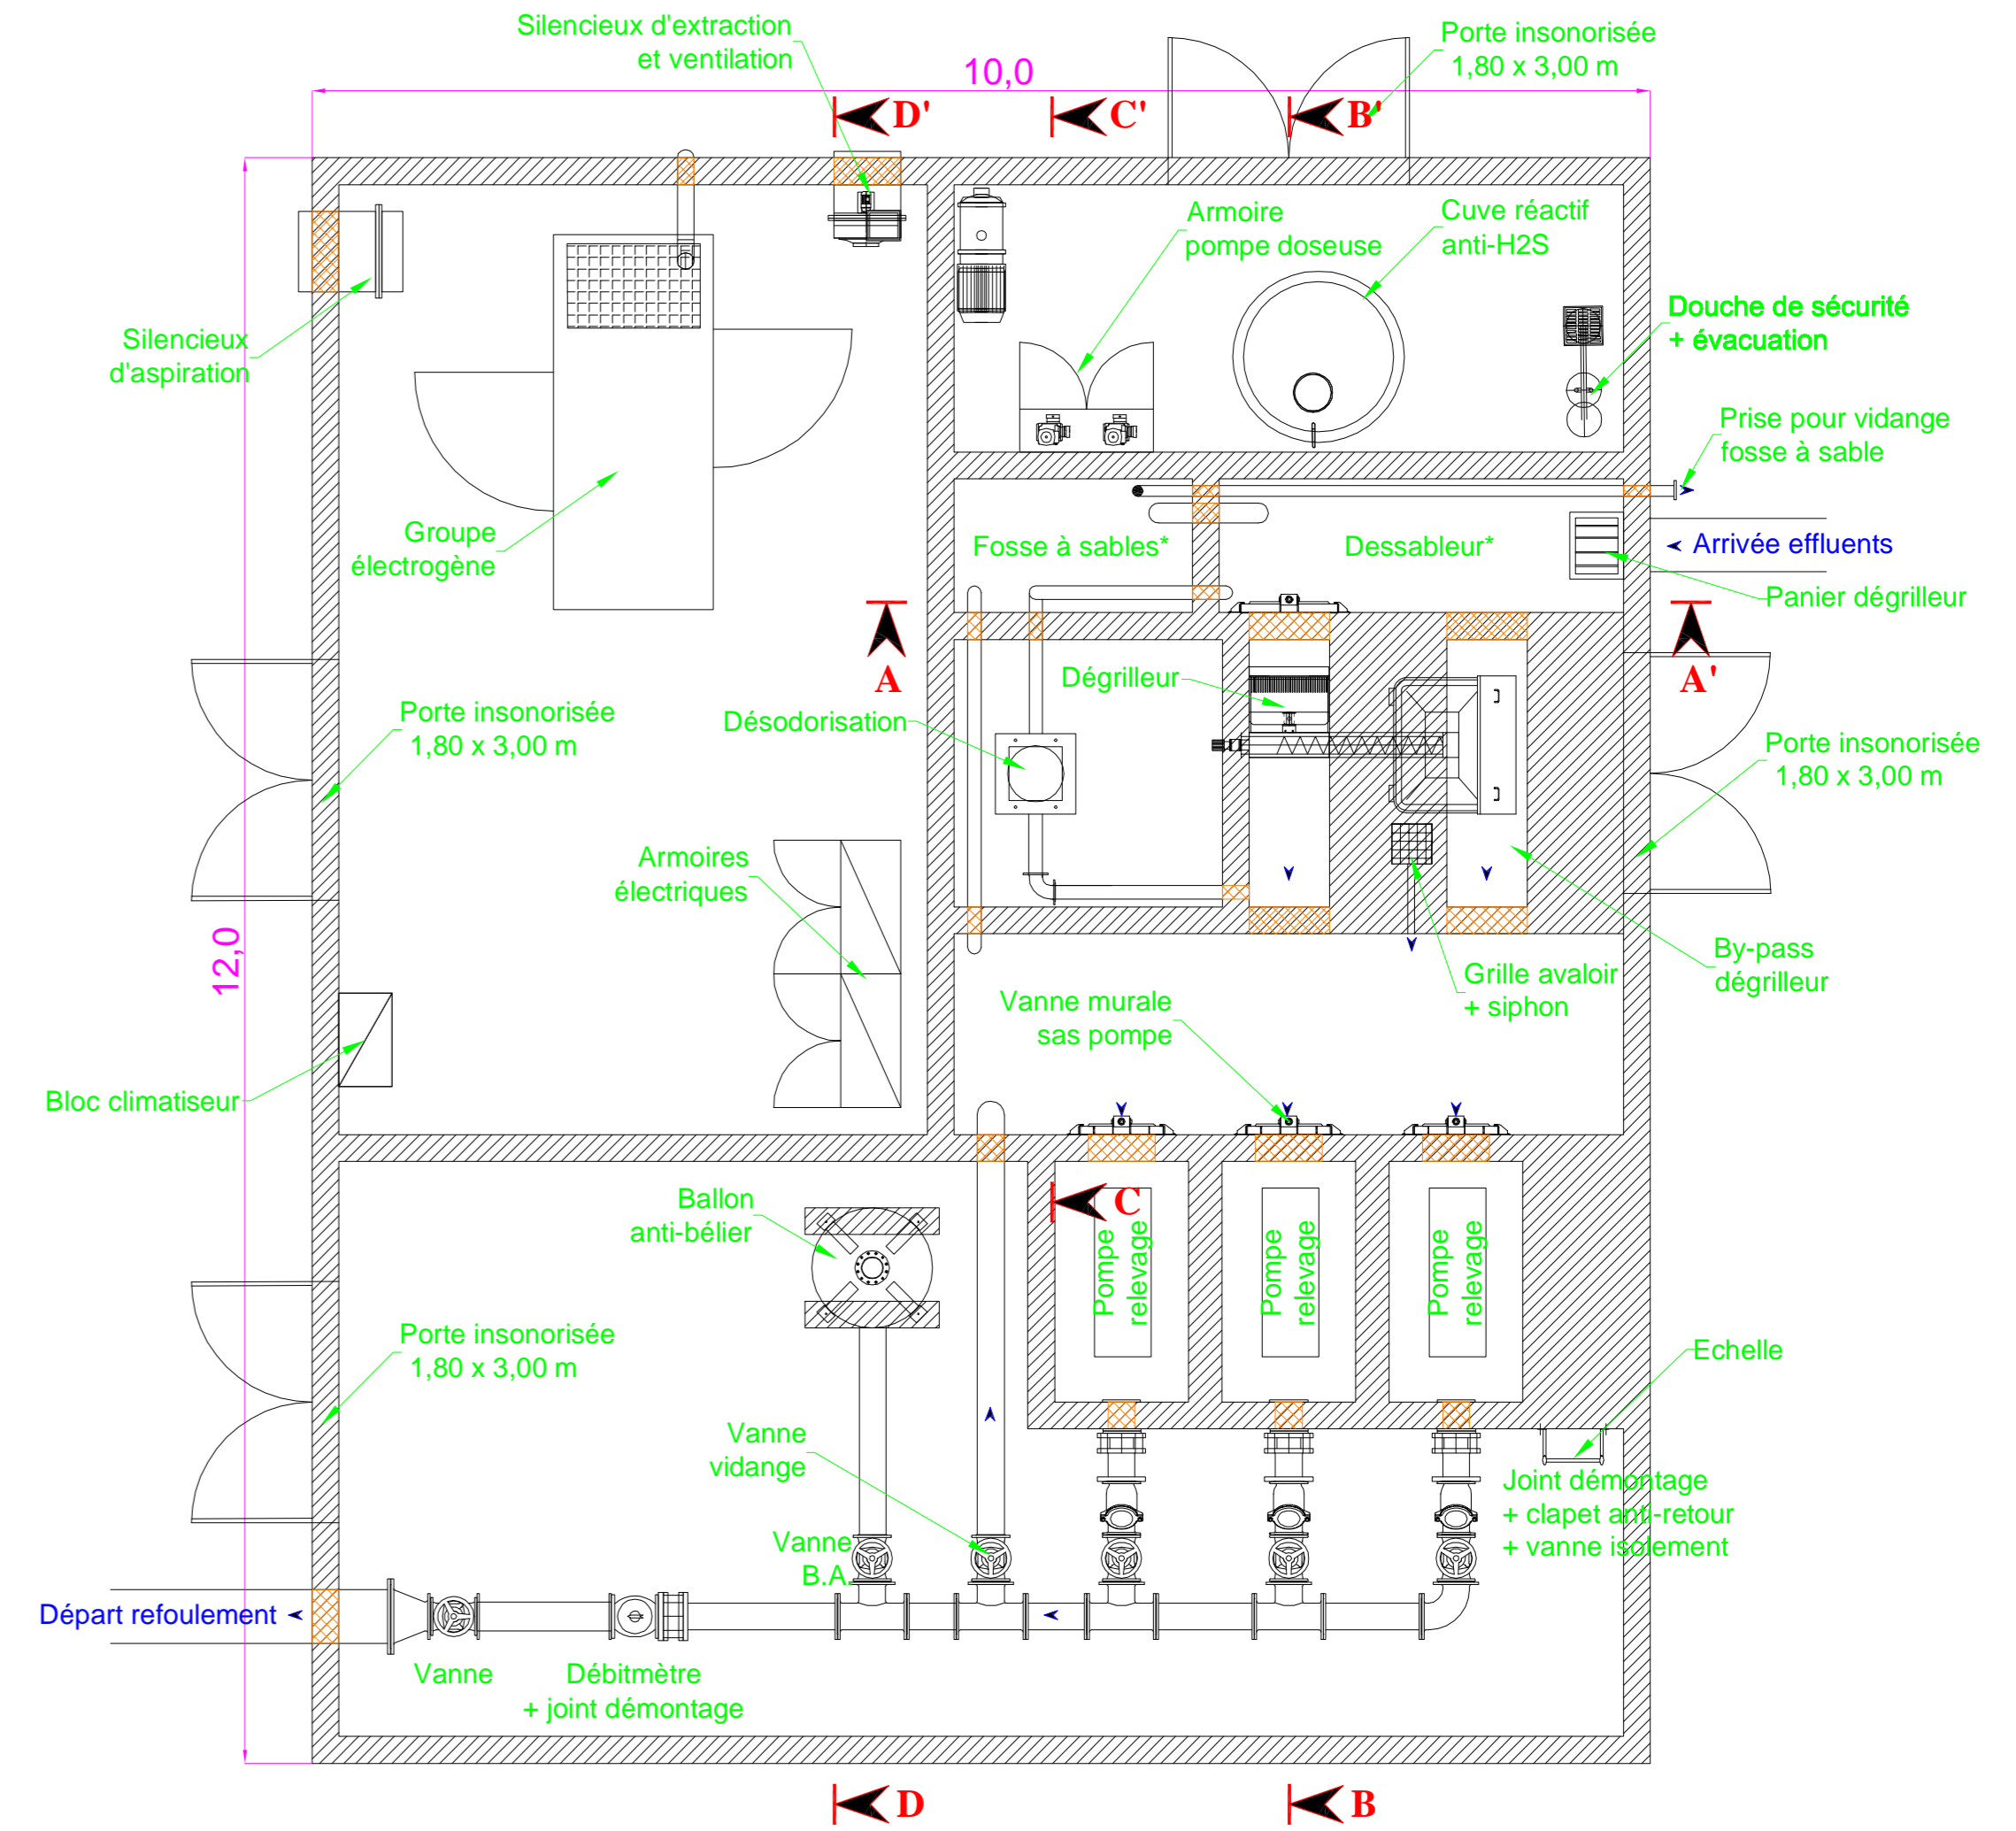 Silencieux d'extraction
et ventilation
Porte insonorisée
1,80 x 3,00 m
10,0
D'
C'
B'
Armoire
pompe doseuse
Cuve réactif
anti-H2S
Douche de sécurité
+ évacuation
Silencieux
d'aspiration
Prise pour vidange
fosse à sable
Groupe
électrogène
Fosse à sables*
Dessableur*
Arrivée effluents
Panier dégrilleur
A
A'
Dégrilleur
Désodorisation
Porte insonorisée
1,80 x 3,00 m
Porte insonorisée
1,80 x 3,00 m
Armoires
électriques
12,0
By-pass
dégrilleur
Grille avaloir
+ siphon
Vanne murale
sas pompe
Bloc climatiseur
Ballon
anti-bélier
C
Pompe
relevage
Pompe
relevage
Pompe
relevage
Porte insonorisée
1,80 x 3,00 m
Echelle
Vanne
vidange
Joint démontage
+ clapet anti-retour
+ vanne isolement
Vanne
B.A.
Départ refoulement
Vanne
Débitmètre
+ joint démontage
D
B